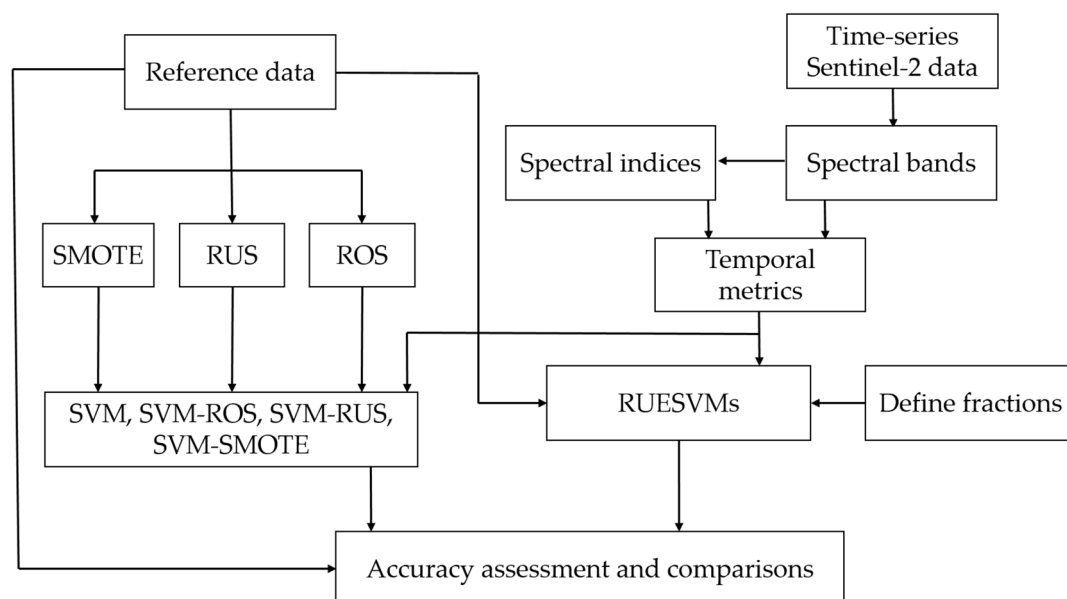 Reference data
Time-series
Sentinel-2 data
Spectral indices
Spectral bands
SMOTE
RUS
ROS
Temporal
metrics
SVM, SVM-ROS, SVM-RUS,
SVM-SMOTE
RUESVMs
Define fractions
Accuracy assessment and comparisons